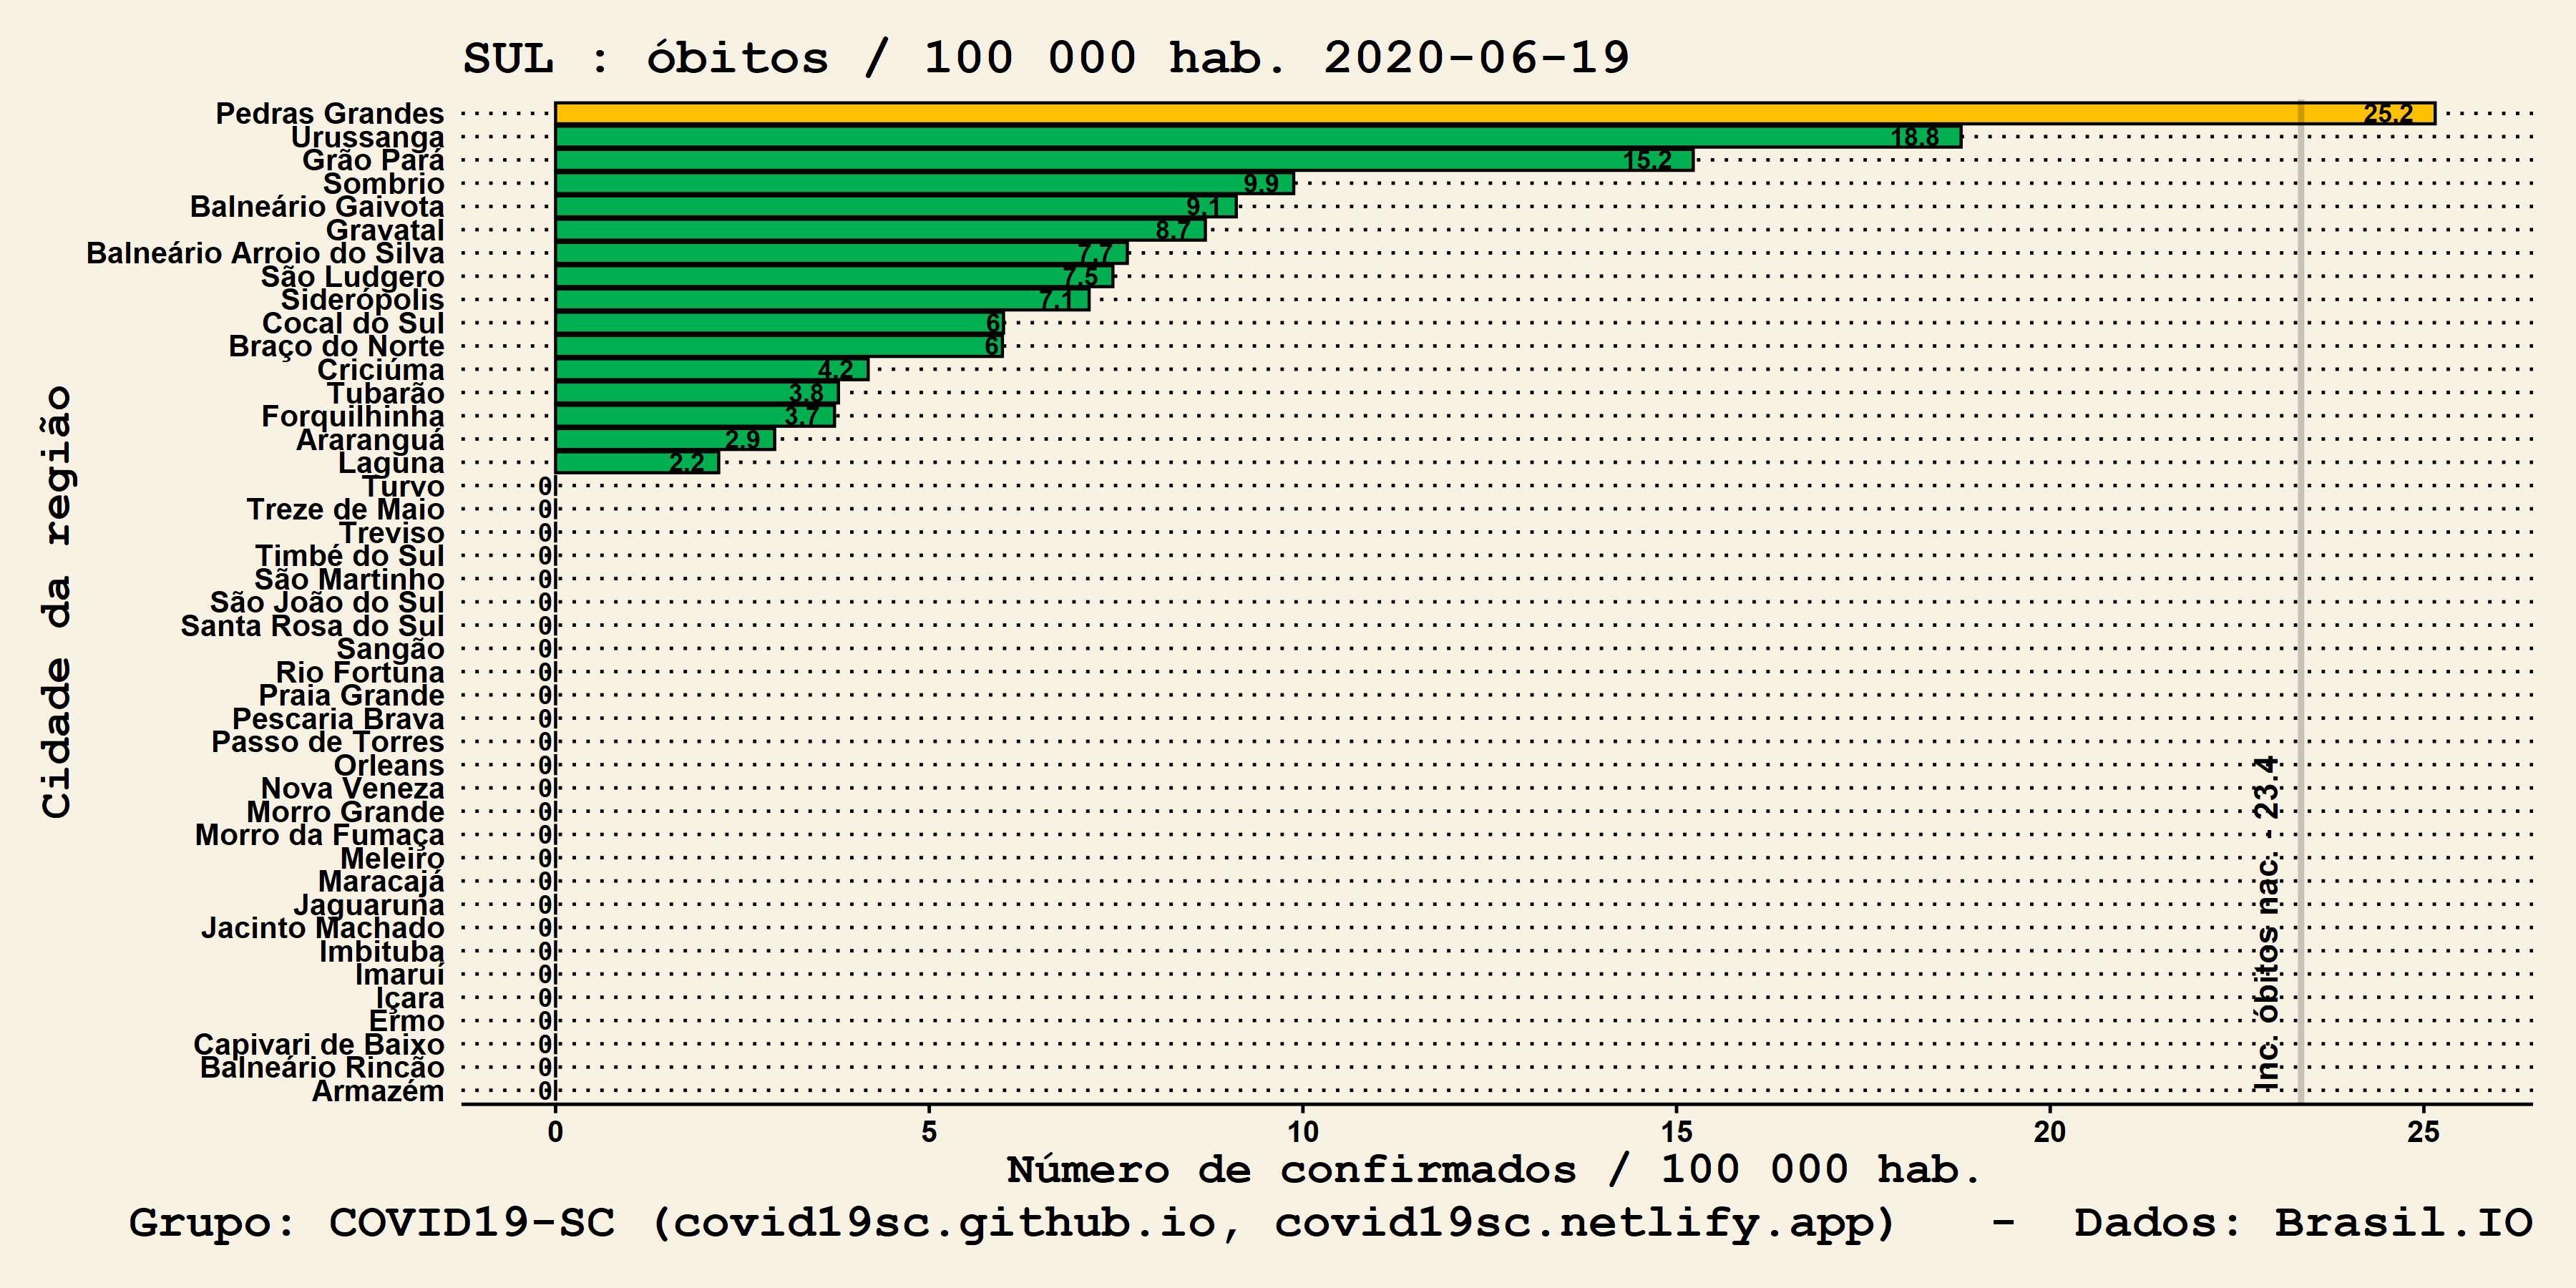 SUL : óbitos / 100 000 hab. 2020-06-19
Cidade da região
Pedras Grandes 25.2
Urussanga 18.8
Grão Pará 15.2
Sombrio 9.9
Balneário Gaivota 9.1
Gravatal 8.7
Balneário Arroio do Silva 7.7
São Ludgero 7.5
Siderópolis 7.1
Cocal do Sul 6
Braço do Norte 6
Criciúma 4.2
Tubarão 3.8
Forquilhinha 3.7
Araranguá 2.9
Laguna 2.2
Turvo 0
Treze de Maio 0
Treviso 0
Timbé do Sul 0
São Martinho 0
São João do Sul 0
Santa Rosa do Sul 0
Sangão 0
Rio Fortuna 0
Praia Grande 0
Pescaria Brava 0
Passo de Torres 0
Orleans 0
Nova Veneza 0
Morro Grande 0
Morro da Fumaça 0
Meleiro 0
Maracajá 0
Jaguaruna 0
Jacinto Machado 0
Imbituba 0
Imaruí 0
Içara 0
Ermo 0
Capivari de Baixo 0
Balneário Rincão 0
Armazém 0
Inc. óbitos nac. - 23.4
0 5 10 15 20 25
Número de confirmados / 100 000 hab.
Grupo: COVID19-SC (covid19sc.github.io, covid19sc.netlify.app) - Dados: Brasil.IO